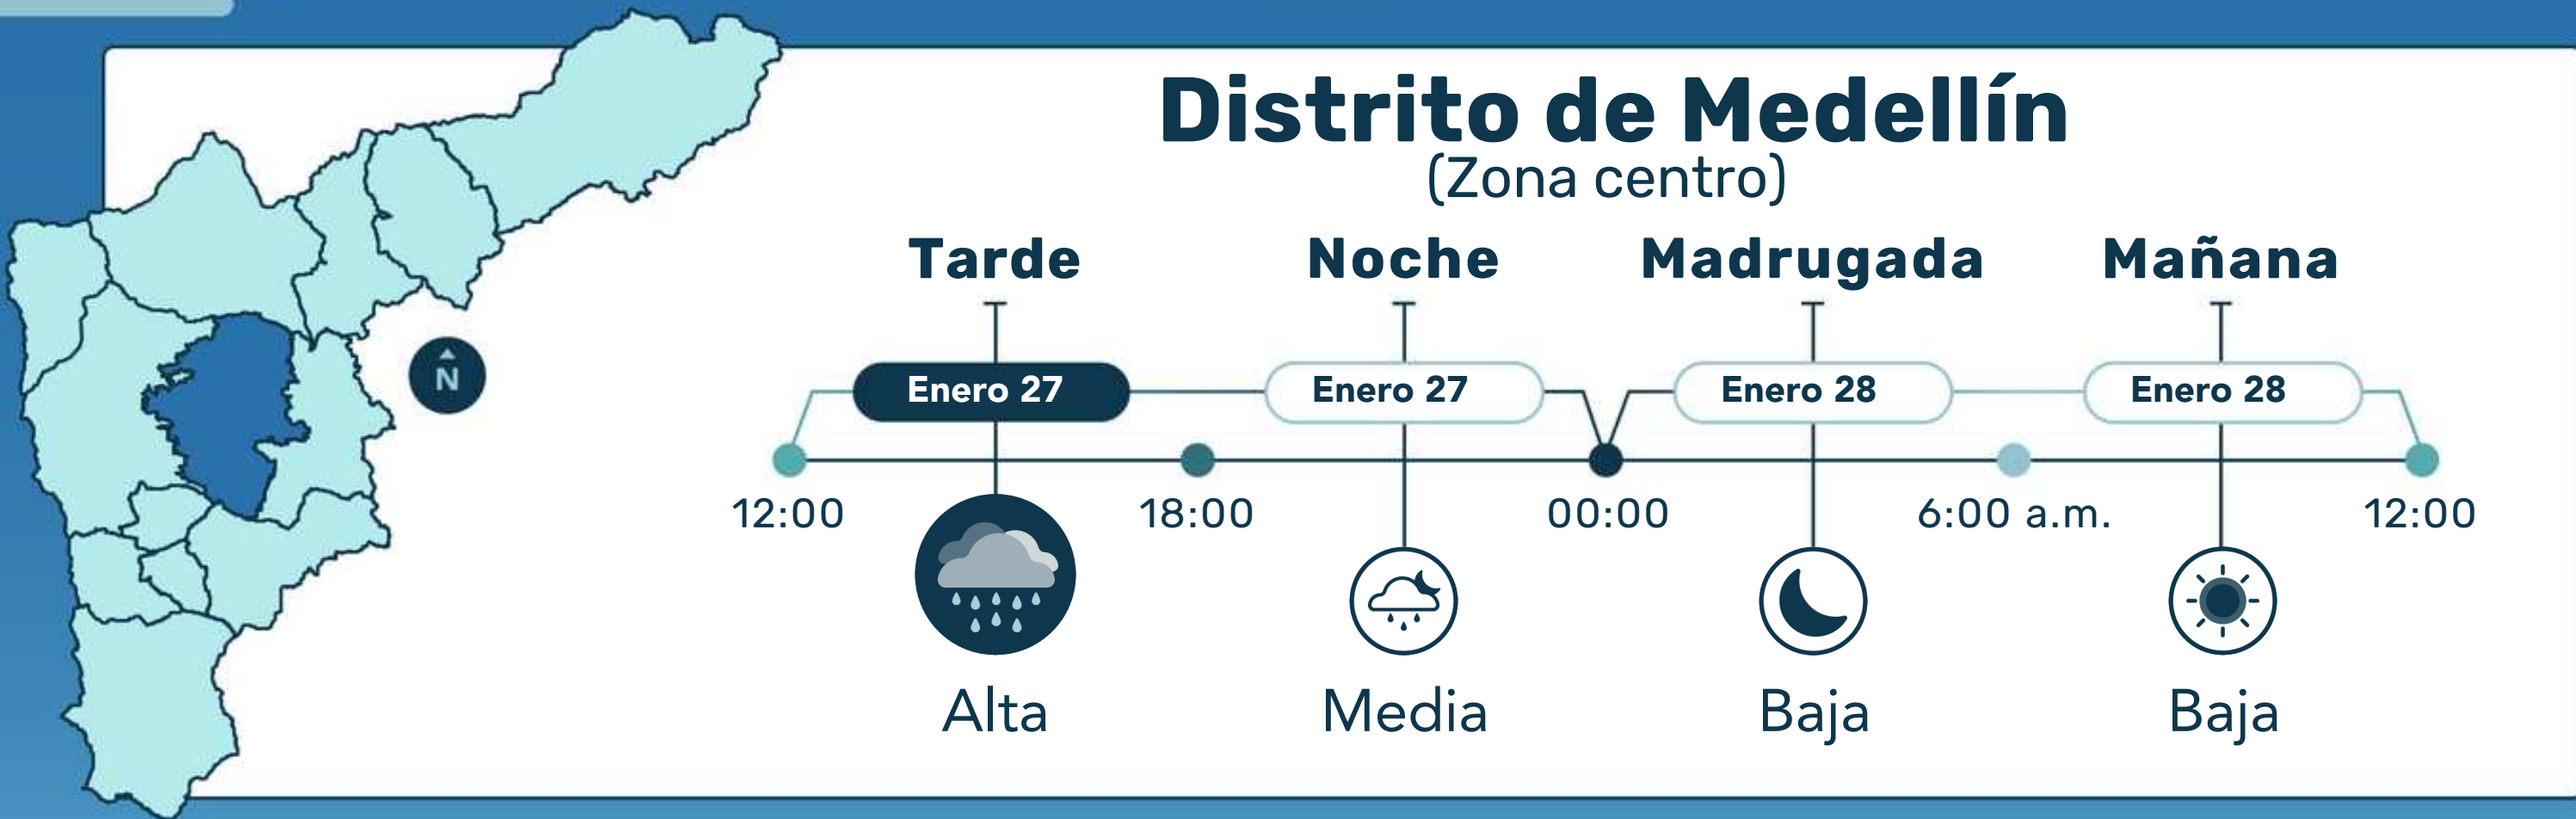 Distrito de Medellín
(Zona centro)
Tarde Noche Madrugada Mañana
N
Enero 27 Enero 27 Enero 28 Enero 28
12:00 18:00 00:00 6:00 a.m. 12:00
Alta Media Baja Baja